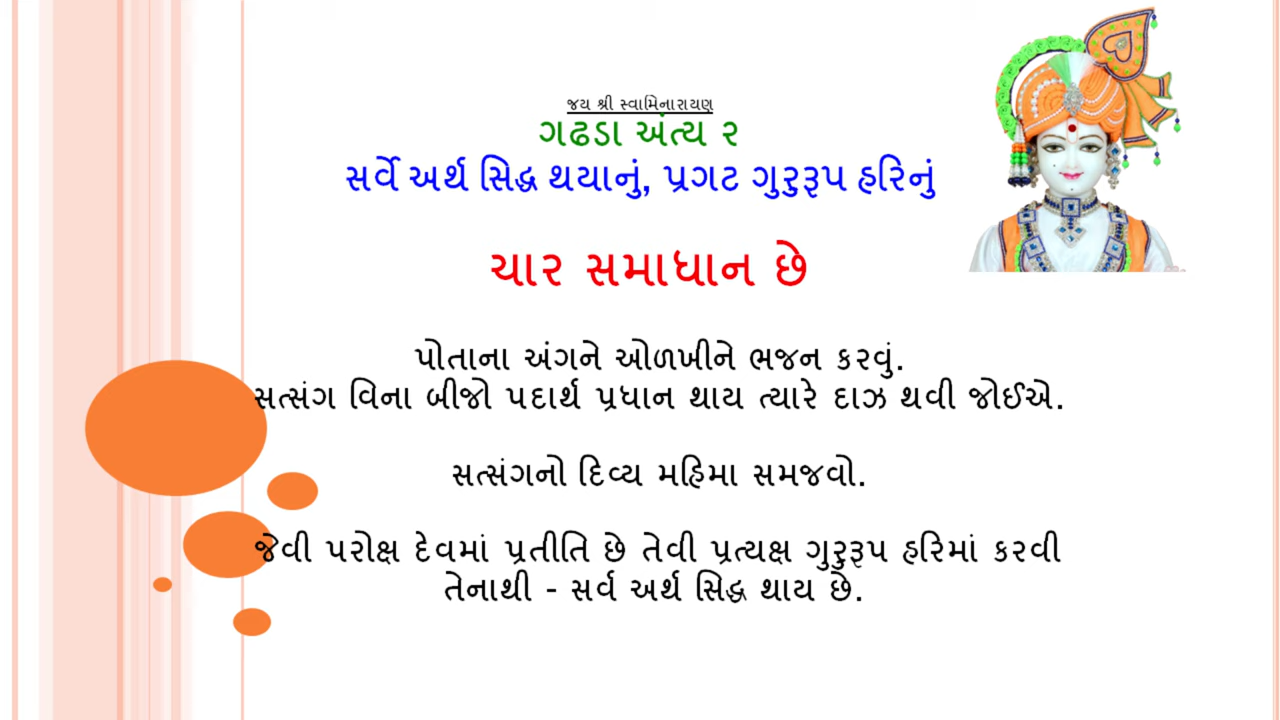 જય શ્રી સ્વામિનારાયણ
ગઢડા અંત્ય ૨
સર્વે અર્થ સિદ્ધ થયાનું, પ્રગટ ગુરુરૂપ હરિનું
ચાર સમાધાન છે
પોતાના અંગને ઓળખીને ભજન કરવું.
સત્સંગ વિના બીજો પદાર્થ પ્રધાન થાય ત્યારે દાઝ થવી જોઈએ.
સત્સંગનો દિવ્ય મહિમા સમજવો.
જેવી પરોક્ષ દેવમાં પ્રતીતિ છે તેવી પ્રત્યક્ષ ગુરુરૂપ હરિમાં કરવી
તેનાથી - સર્વ અર્થ સિદ્ધ થાય છે.